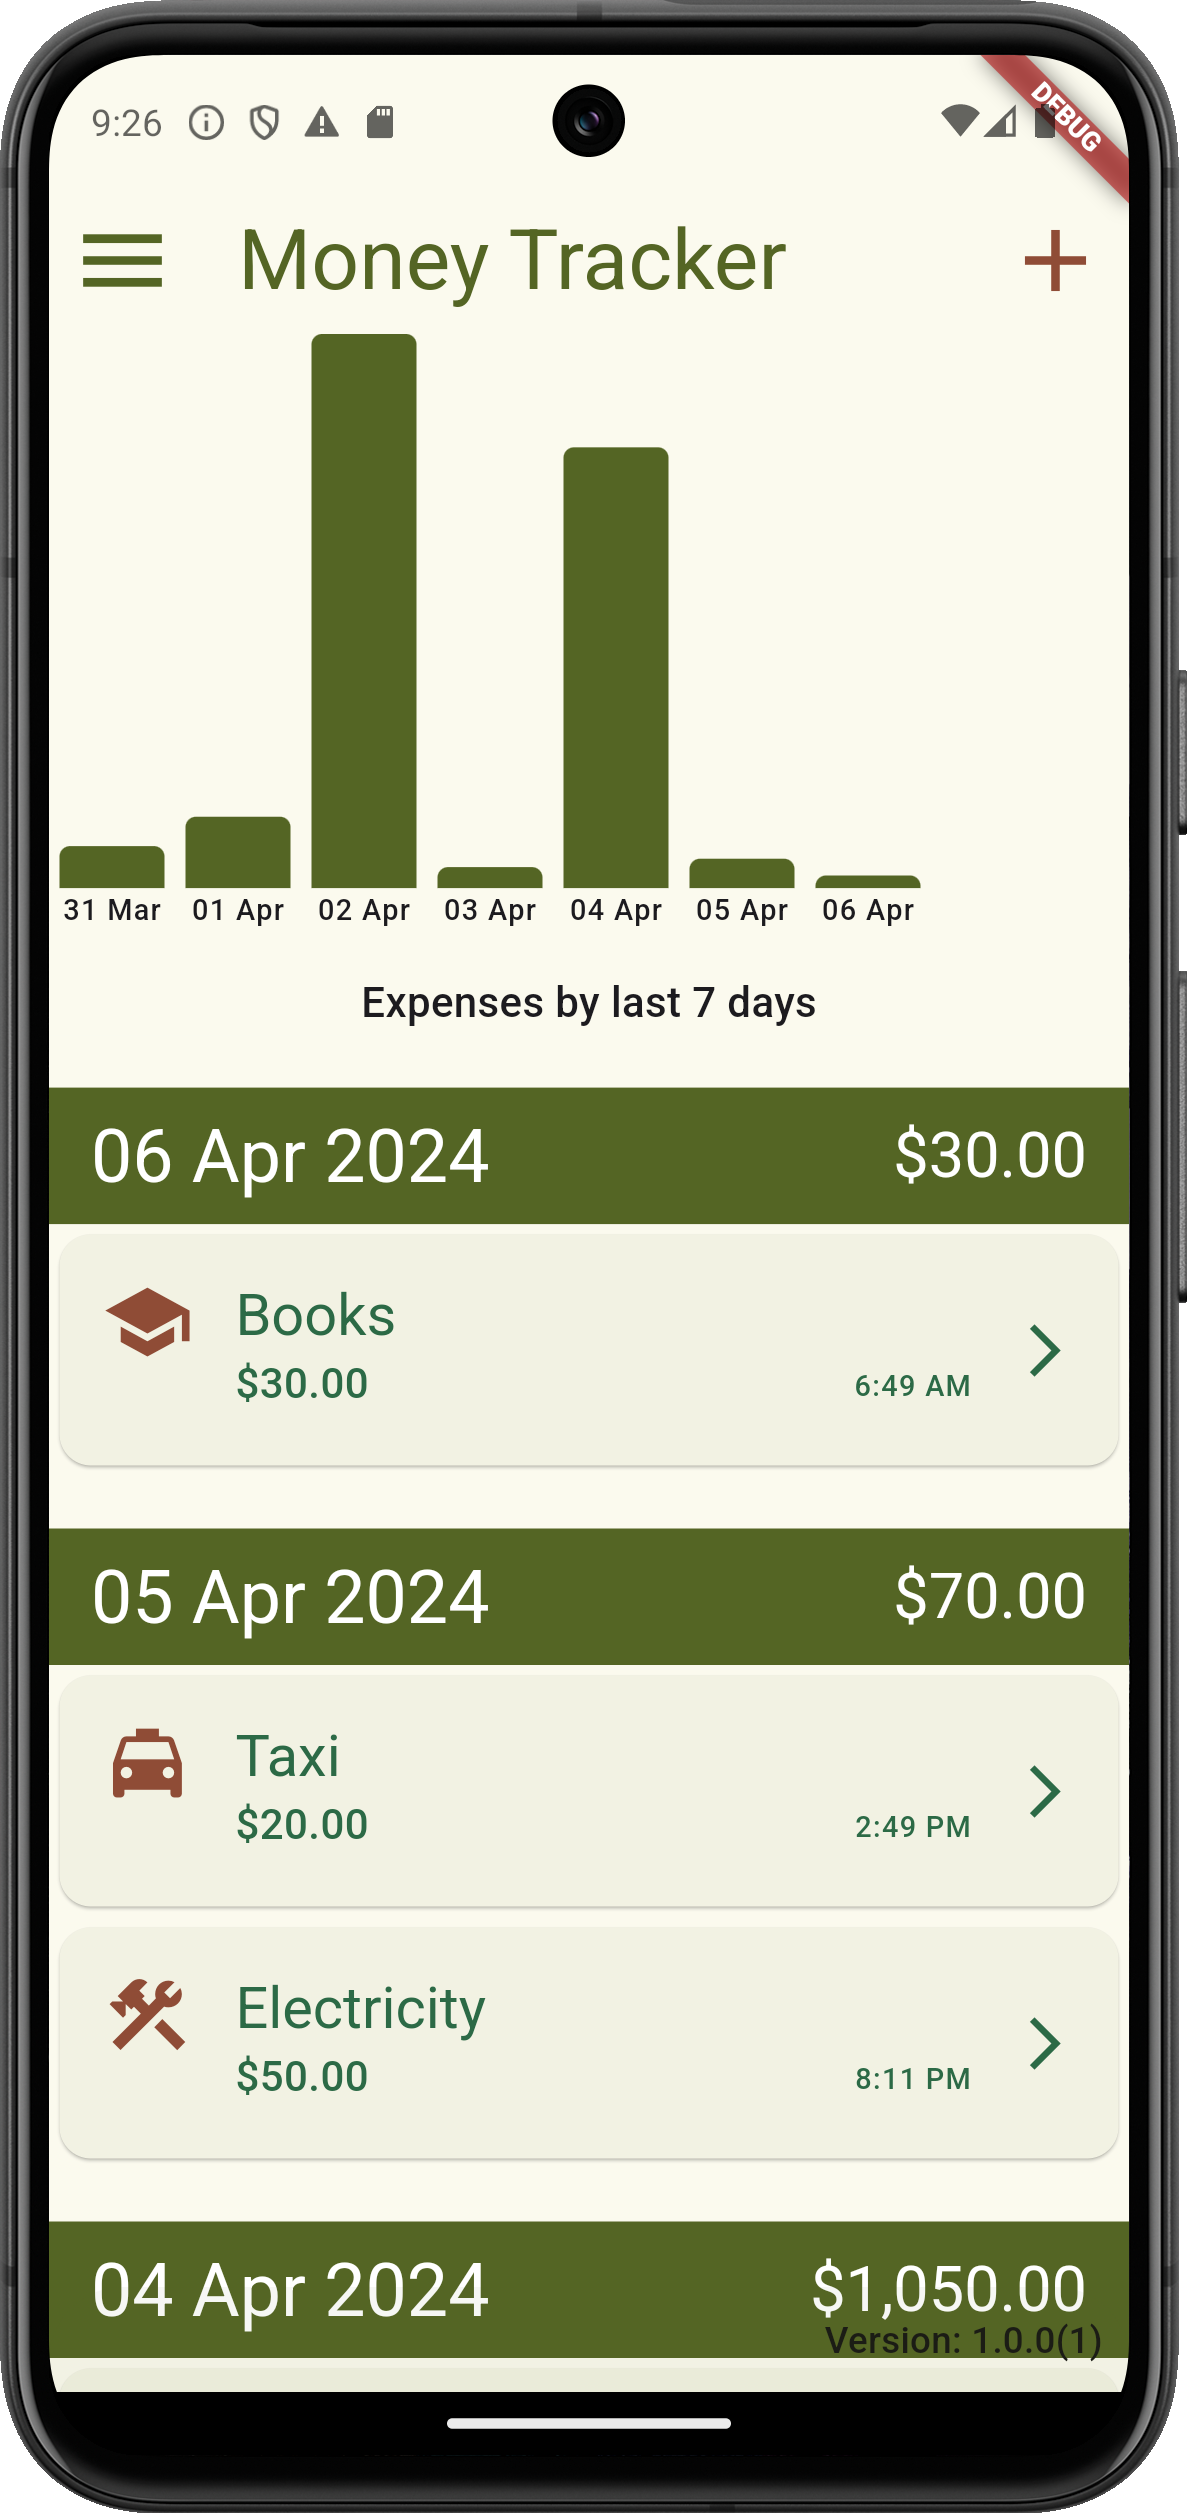 9:26
DEBUG
Money Tracker
31 Mar 01 Apr 02 Apr 03 Apr 04 Apr 05 Apr 06 Apr
Expenses by last 7 days
06 Apr 2024 $30.00
Books
$30.00
6:49 AM
05 Apr 2024 $70.00
Taxi
$20.00
2:49 PM
Electricity
$50.00
8:11 PM
04 Apr 2024 $1,050.00
Version: 1.0.0(1)